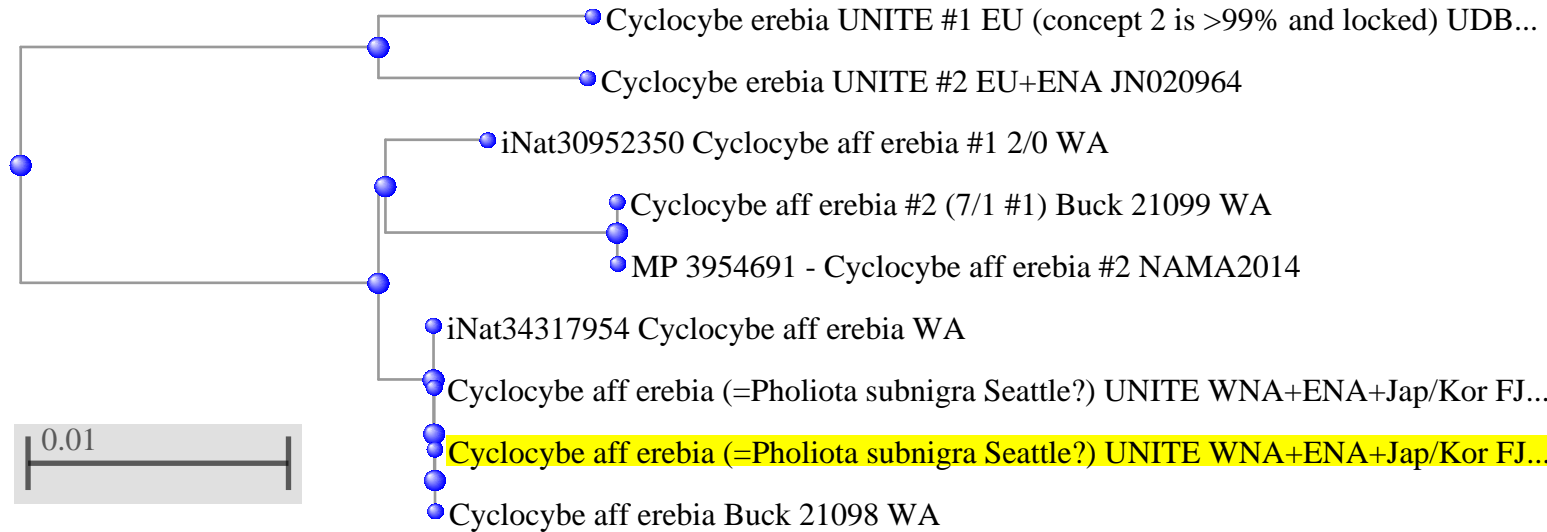 Cyclocybe erebia UNITE #1 EU (concept 2 is >99% and locked) UDB...
Cyclocybe erebia UNITE #2 EU+ENA JN020964
iNat30952350 Cyclocybe aff erebia #1 2/0 WA
Cyclocybe aff erebia #2 (7/1 #1) Buck 21099 WA
MP 3954691 - Cyclocybe aff erebia #2 NAMA2014
iNat34317954 Cyclocybe aff erebia WA
Cyclocybe aff erebia (=Pholiota subnigra Seattle?) UNITE WNA+ENA+Jap/Kor FJ...
0.01
Cyclocybe aff erebia (=Pholiota subnigra Seattle?) UNITE WNA+ENA+Jap/Kor FJ...
Cyclocybe aff erebia Buck 21098 WA